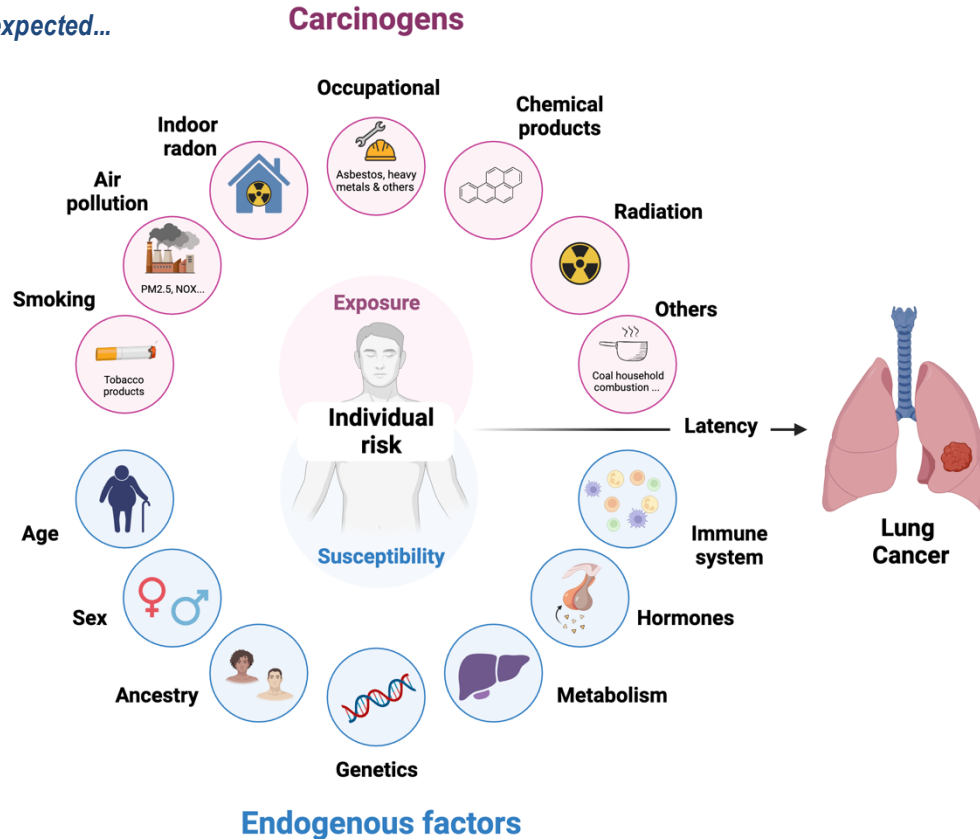 expected...
Carcinogens
Occupational
Asbestos, heavy
metals & others
Chemical
products
Indoor
radon
Air
pollution
PM2.5, NOX...
Radiation
Smoking
Tobacco
products
Others
Coal household
combustion ...
Exposure
Individual
risk
Susceptibility
Latency
Lung
Cancer
Age
Sex
Ancestry
Genetics
Metabolism
Hormones
Immune
system
Endogenous factors